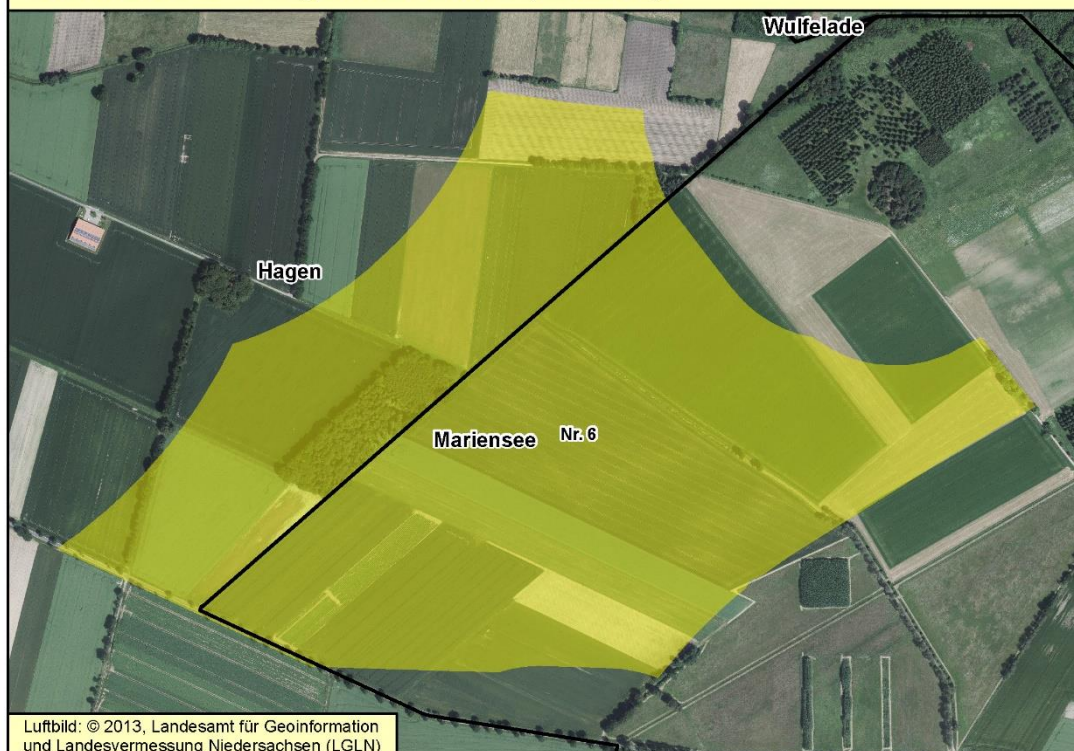 Wulfelade
Hagen
Mariensee Nr. 6
Luftbild: © 2013, Landesamt für Geoinformation
und Landesvermessung Niedersachsen (LGLN)